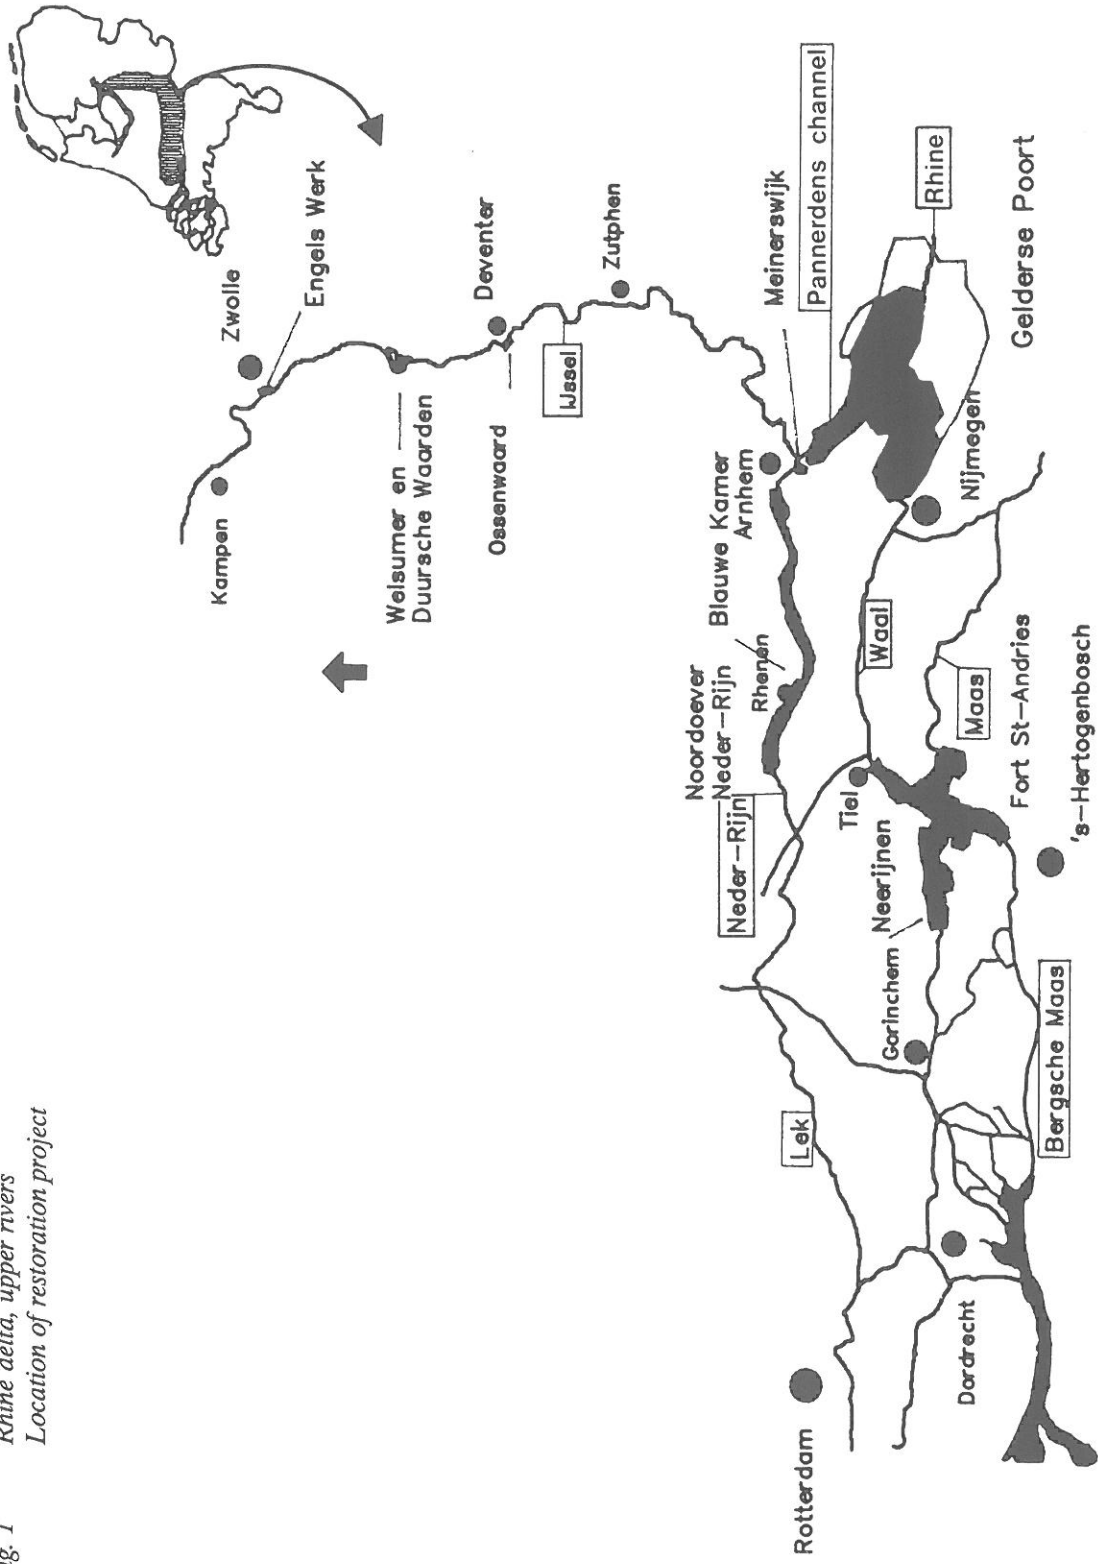 ig. 1 Rhine delta, upper rivers
Location of restoration project
Kampen
Zwolle
Engels Werk
Welsumer en
Duursche Waarden
Deventer
Ossenwaard
IJssel
Zutphen
Noordoever
Neder-Rijn
Neder-Rijn
Blauwe Kamer
Arnhem
Rhenen
Meinerswijk
Lek
Rotterdam
Pannerdens channel
Tiel
Waal
Neerijnen
Gorinchem
Rhine
Dordrecht
Nijmegen
Maas
Fort St-Andries
Gelderse Poort
Bergsche Maas
's-Hertogenbosch